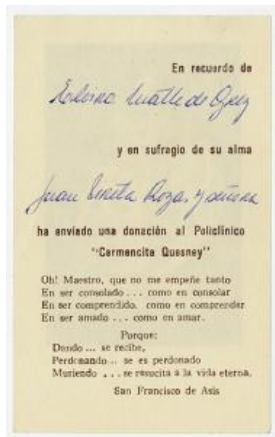 En recuerdo de
de
y en sufragio de su alma
Juan Rozas y señora
ha enviado una donación al Policlínico
"Carmencita Quesney"
Oh! Maestro, que no me empeñe tanto
En ser consolado... como en consolar
En ser comprendido. como en comprender
En ser amado ... como en amar.
Porque:
Dando ... se recibe,
Perdonando... se es perdonado
Muriendo ... se resucita a la vida eterna.
San Francisco de Asis